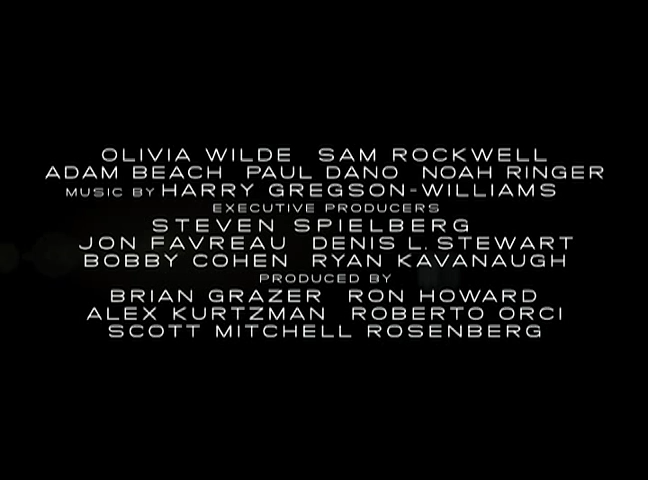 OLIVIA WILDE SAM ROCKWELL
ADAM BEACH PAUL DANO NOAH RINGER
MUSIC BY HARRY GREGSON-WILLIAMS
EXECUTIVE PRODUCERS
STEVEN SPIELBERG
JON FAVREAU DENIS L. STEWART
BOBBY COHEN RYAN KAVANAUGH
PRODUCED BY
BRIAN GRAZER RON HOWARD
ALEX KURTZMAN ROBERTO ORCI
SCOTT MITCHELL ROSENBERG